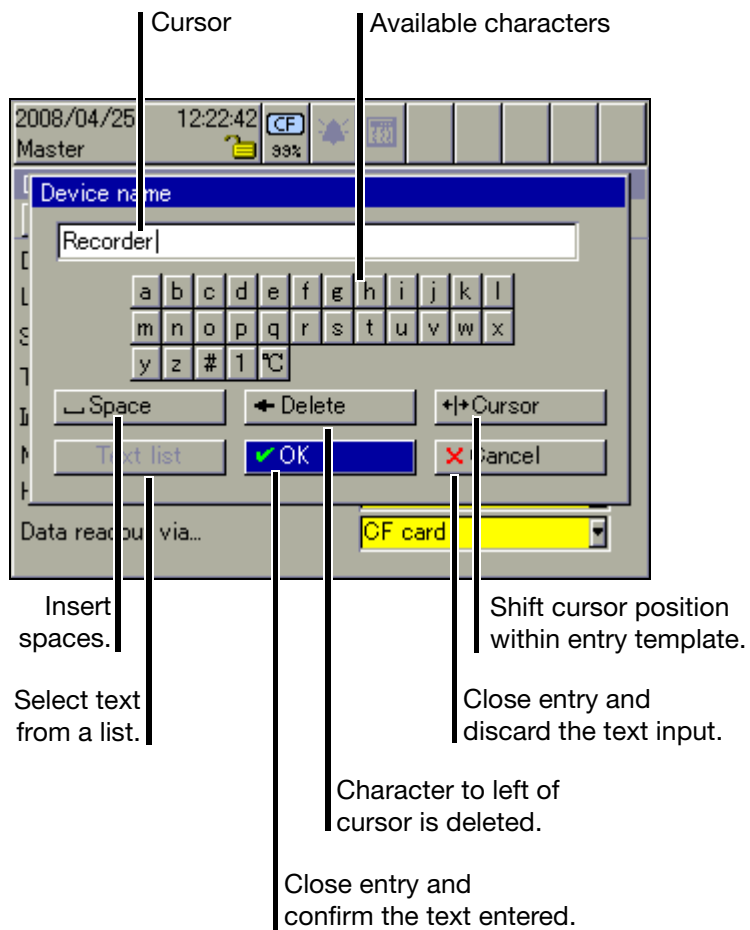 Cursor
Available characters
2008/04/25 12:22:42 CF
Master 99%
Device name
Recorder
a b c d e f g h i j k l
m n o p q r s t u v w x
y z # 1 °C
Space Delete Cursor
Text list OK Cancel
Data readout via... CF card
Insert
spaces.
Shift cursor position
within entry template.
Select text
from a list.
Close entry and
discard the text input.
Character to left of
cursor is deleted.
Close entry and
confirm the text entered.